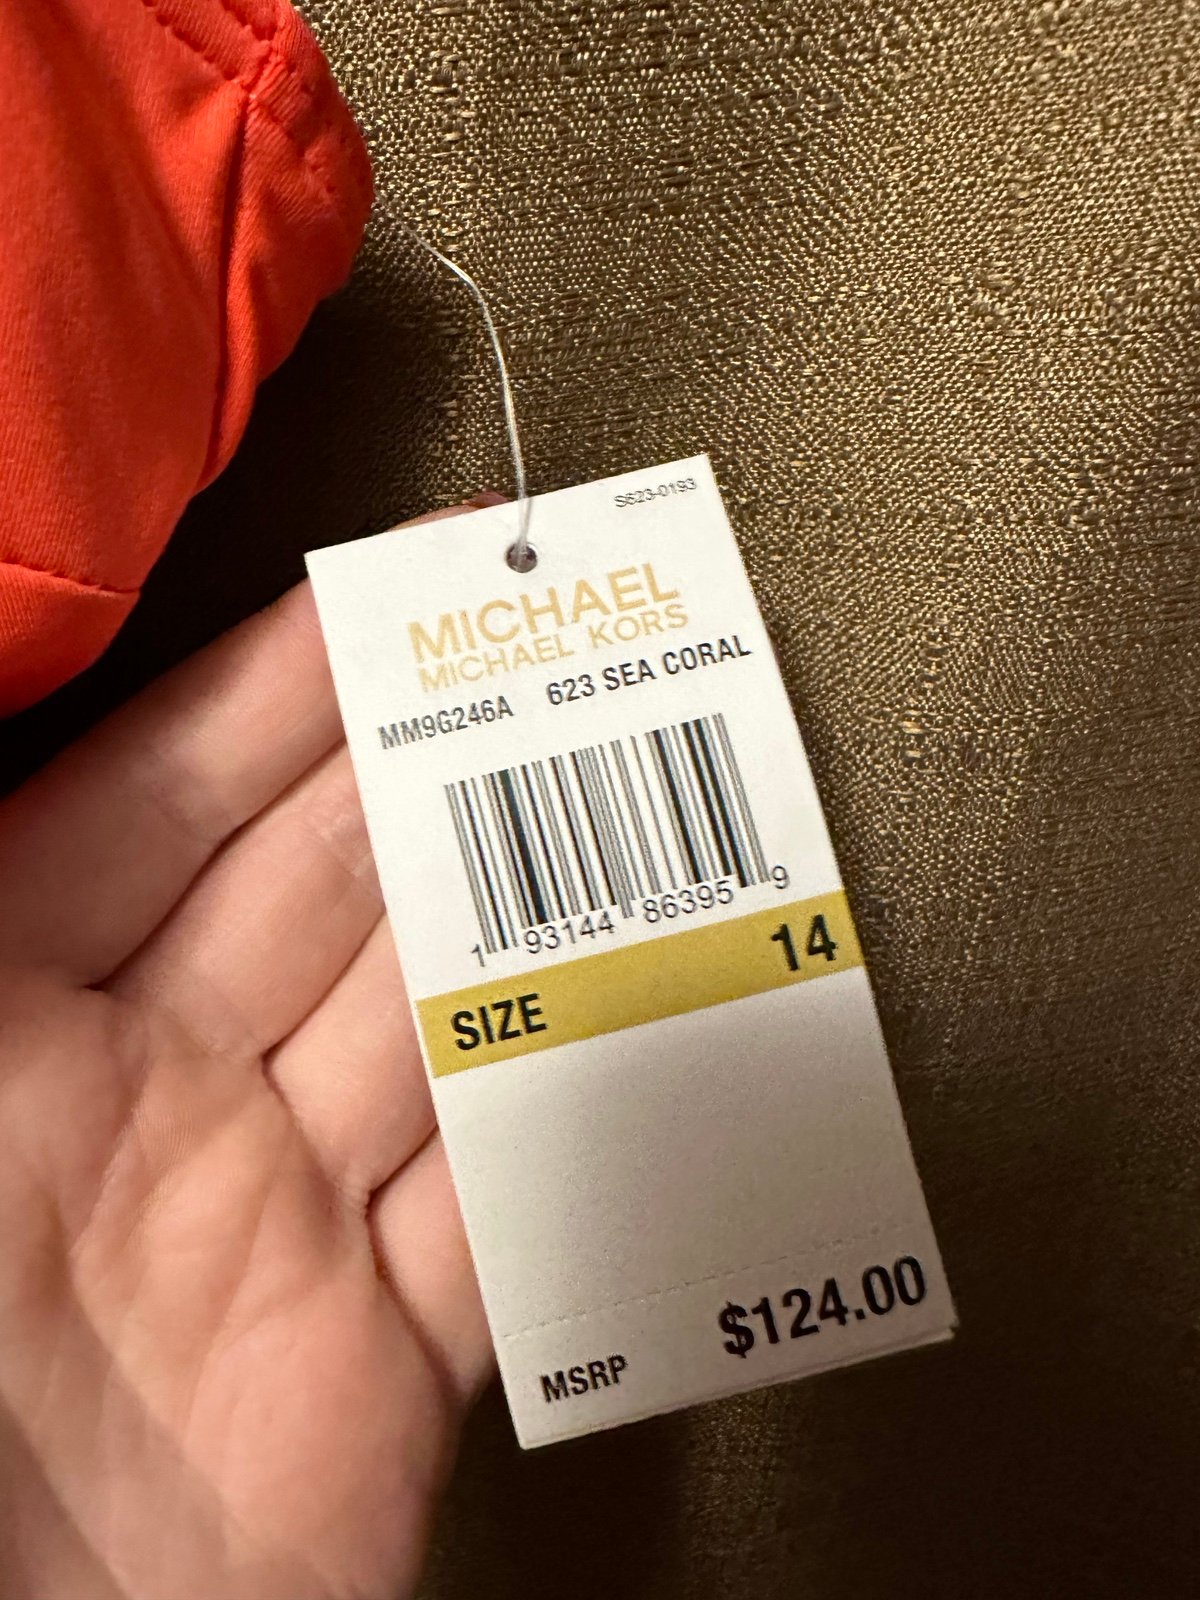 S623-0193
MICHAEL
MICHAEL KORS
MM9G246A 623 SEA CORAL
1 93144 86395 9
SIZE 14
MSRP $124.00